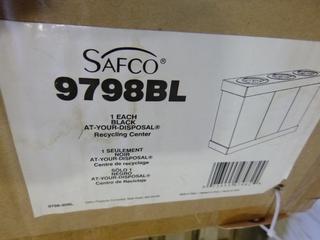 SAFCO®
9798BL
1 EACH
BLACK
AT-YOUR-DISPOSAL®
Recycling Center
1 SEULEMENT
NOIR
AT-YOUR-DISPOSAL®
Centre de recyclage
SÓLO 1
NEGRO
AT-YOUR-DISPOSAL®
Centro de Reciclaje